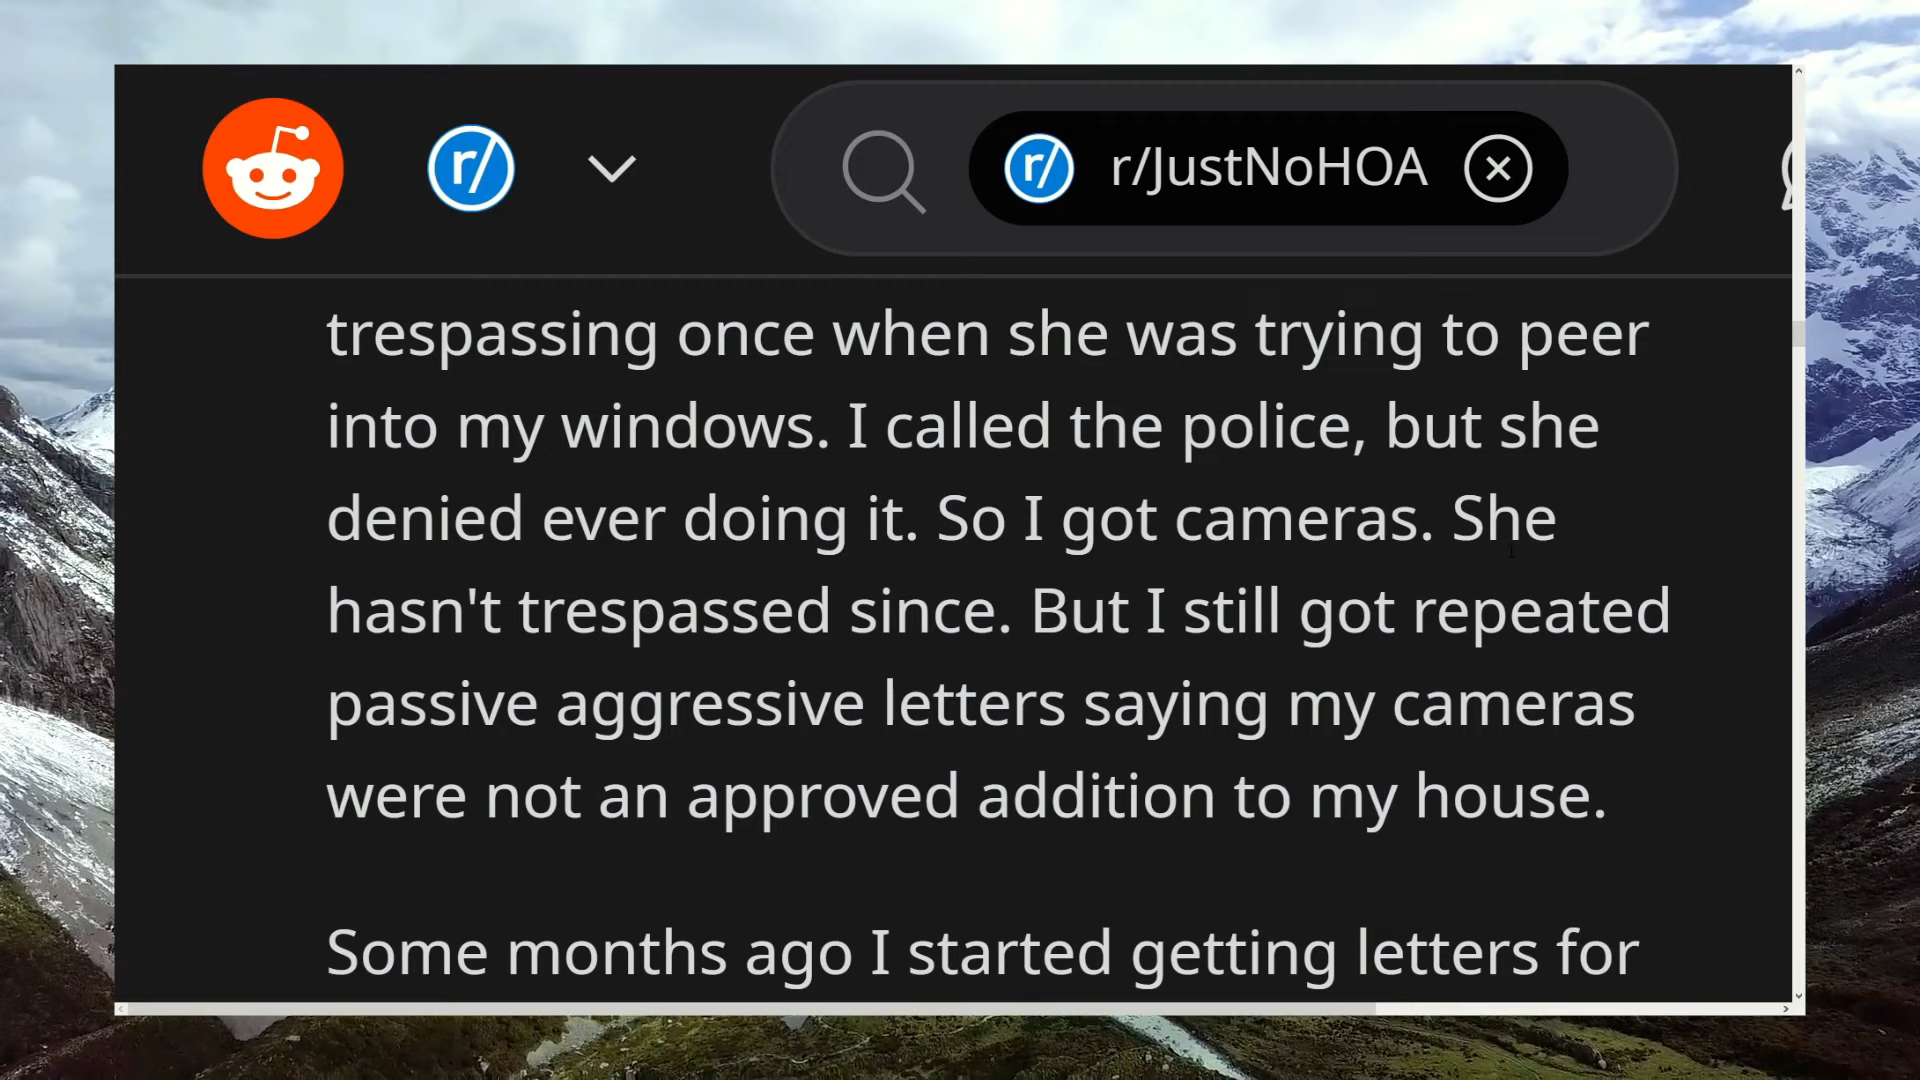 r/ r/ r/JustNoHOA
trespassing once when she was trying to peer
into my windows. I called the police, but she
denied ever doing it. So I got cameras. She
hasn't trespassed since. But I still got repeated
passive aggressive letters saying my cameras
were not an approved addition to my house.
Some months ago I started getting letters for